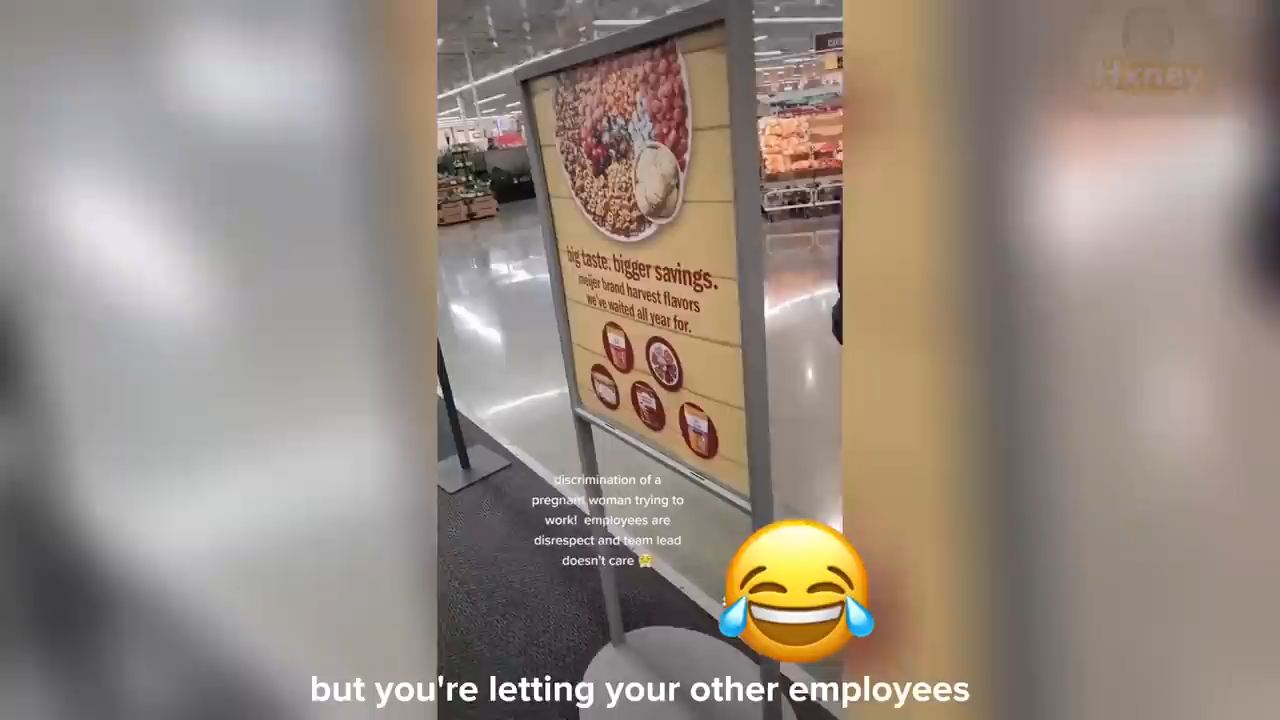 Hxney
big taste. bigger savings.
meijer brand harvest flavors
we've waited all year for.
discrimination of a
pregnant woman trying to
work! employees are
disrespect and team lead
doesn't care 😤
but you're letting your other employees